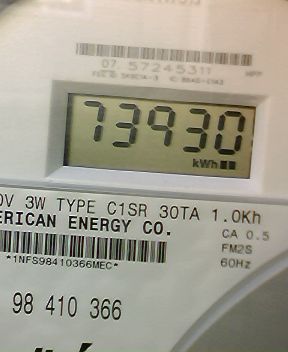 07 57245311
73930
kWh
0V 3W TYPE C1SR 30TA 1.0Kh
ERICAN ENERGY CO.
CA 0.5
FM2S
60Hz
*1NFS98410366MEC*
98 410 366